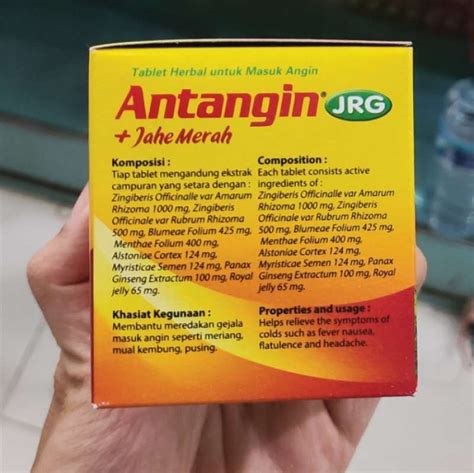 Tablet Herbal untuk Masuk Angin
Antangin® JRG
+ Jahe Merah
Komposisi :
Tiap tablet mengandung ekstrak
campuran yang setara dengan :
Zingiberis Officinalle var Amarum
Rhizoma 1000 mg, Zingiberis
Officinale var Rubrum Rhizoma
500 mg, Blumeae Folium 425 mg,
Menthae Folium 400 mg,
Alstoniae Cortex 124 mg,
Myristicae Semen 124 mg, Panax
Ginseng Extractum 100 mg, Royal
jelly 65 mg.
Khasiat Kegunaan :
Membantu meredakan gejala
masuk angin seperti meriang,
mual kembung, pusing.
Composition :
Each tablet consists active
ingredients of :
Zingiberis Officinalle var Amarum
Rhizoma 1000 mg, Zingiberis
Officinale var Rubrum Rhizoma
500 mg, Blumeae Folium 425 mg,
Menthae Folium 400 mg,
Alstoniae Cortex 124 mg,
Myristicae Semen 124 mg, Panax
Ginseng Extractum 100 mg, Royal
jelly 65 mg.
Properties and usage :
Helps relieve the symptoms of
colds such as fever nausea,
flatulence and headache.